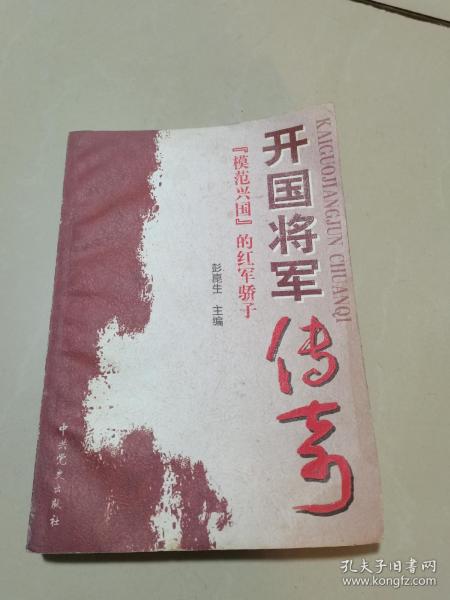 开国将军
传奇
KAIGUOJIANGJUN CHUANQI
『模范兴国』的红军骄子
彭崑生 主编
中共党史出版社
孔夫子旧书网
www.kongfz.com